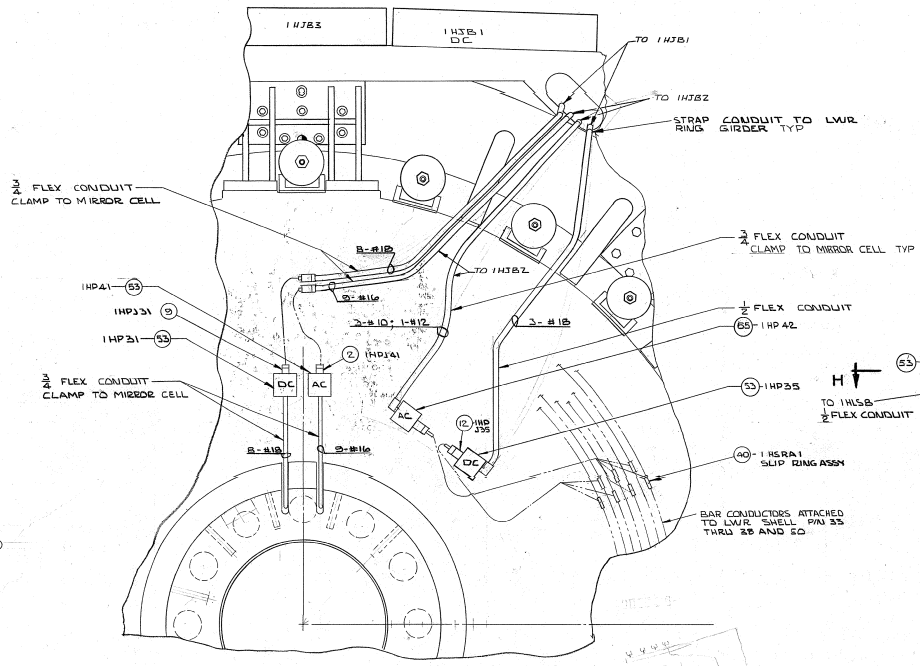 1HJB3
1HJB1
DC
TO 1HJB1
TO 1HJB2
STRAP CONDUIT TO LWR
RING GIRDER TYP
3/4 FLEX CONDUIT
CLAMP TO MIRROR CELL
3/4 FLEX CONDUIT
CLAMP TO MIRROR CELL TYP
8-#18
TO 1HJB2
9-#16
1HP41-53
1HPJ31 9
1HP31-53
2 1HPJ41
3-#10; 1-#12
3-#18
1/2 FLEX CONDUIT
65-1HP42
DC
AC
3/4 FLEX CONDUIT
CLAMP TO MIRROR CELL
AC
53-1HP35
H
53
TO 1HLSB
1/2 FLEX CONDUIT
12-1HP
J35
DC
8-#18
9-#16
40-1HSRA1
SLIP RING ASSY
BAR CONDUCTORS ATTACHED
TO LWR SHELL P/N 33
THRU 38 AND 50